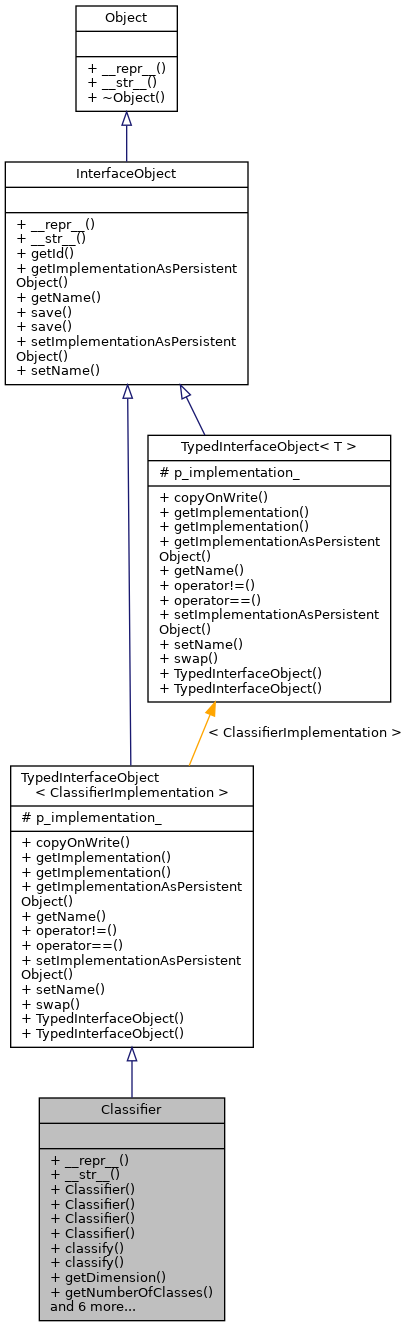 Object
+ __repr__()
+ __str__()
+ ~Object()
InterfaceObject
+ __repr__()
+ __str__()
+ getId()
+ getImplementationAsPersistent
Object()
+ getName()
+ save()
+ save()
+ setImplementationAsPersistent
Object()
+ setName()
TypedInterfaceObject< T >
# p_implementation_
+ copyOnWrite()
+ getImplementation()
+ getImplementation()
+ getImplementationAsPersistent
Object()
+ getName()
+ operator!=()
+ operator==()
+ setImplementationAsPersistent
Object()
+ setName()
+ swap()
+ TypedInterfaceObject()
+ TypedInterfaceObject()
< ClassifierImplementation >
TypedInterfaceObject
< ClassifierImplementation >
# p_implementation_
+ copyOnWrite()
+ getImplementation()
+ getImplementation()
+ getImplementationAsPersistent
Object()
+ getName()
+ operator!=()
+ operator==()
+ setImplementationAsPersistent
Object()
+ setName()
+ swap()
+ TypedInterfaceObject()
+ TypedInterfaceObject()
Classifier
+ __repr__()
+ __str__()
+ Classifier()
+ Classifier()
+ Classifier()
+ Classifier()
+ classify()
+ classify()
+ getDimension()
+ getNumberOfClasses()
and 6 more...